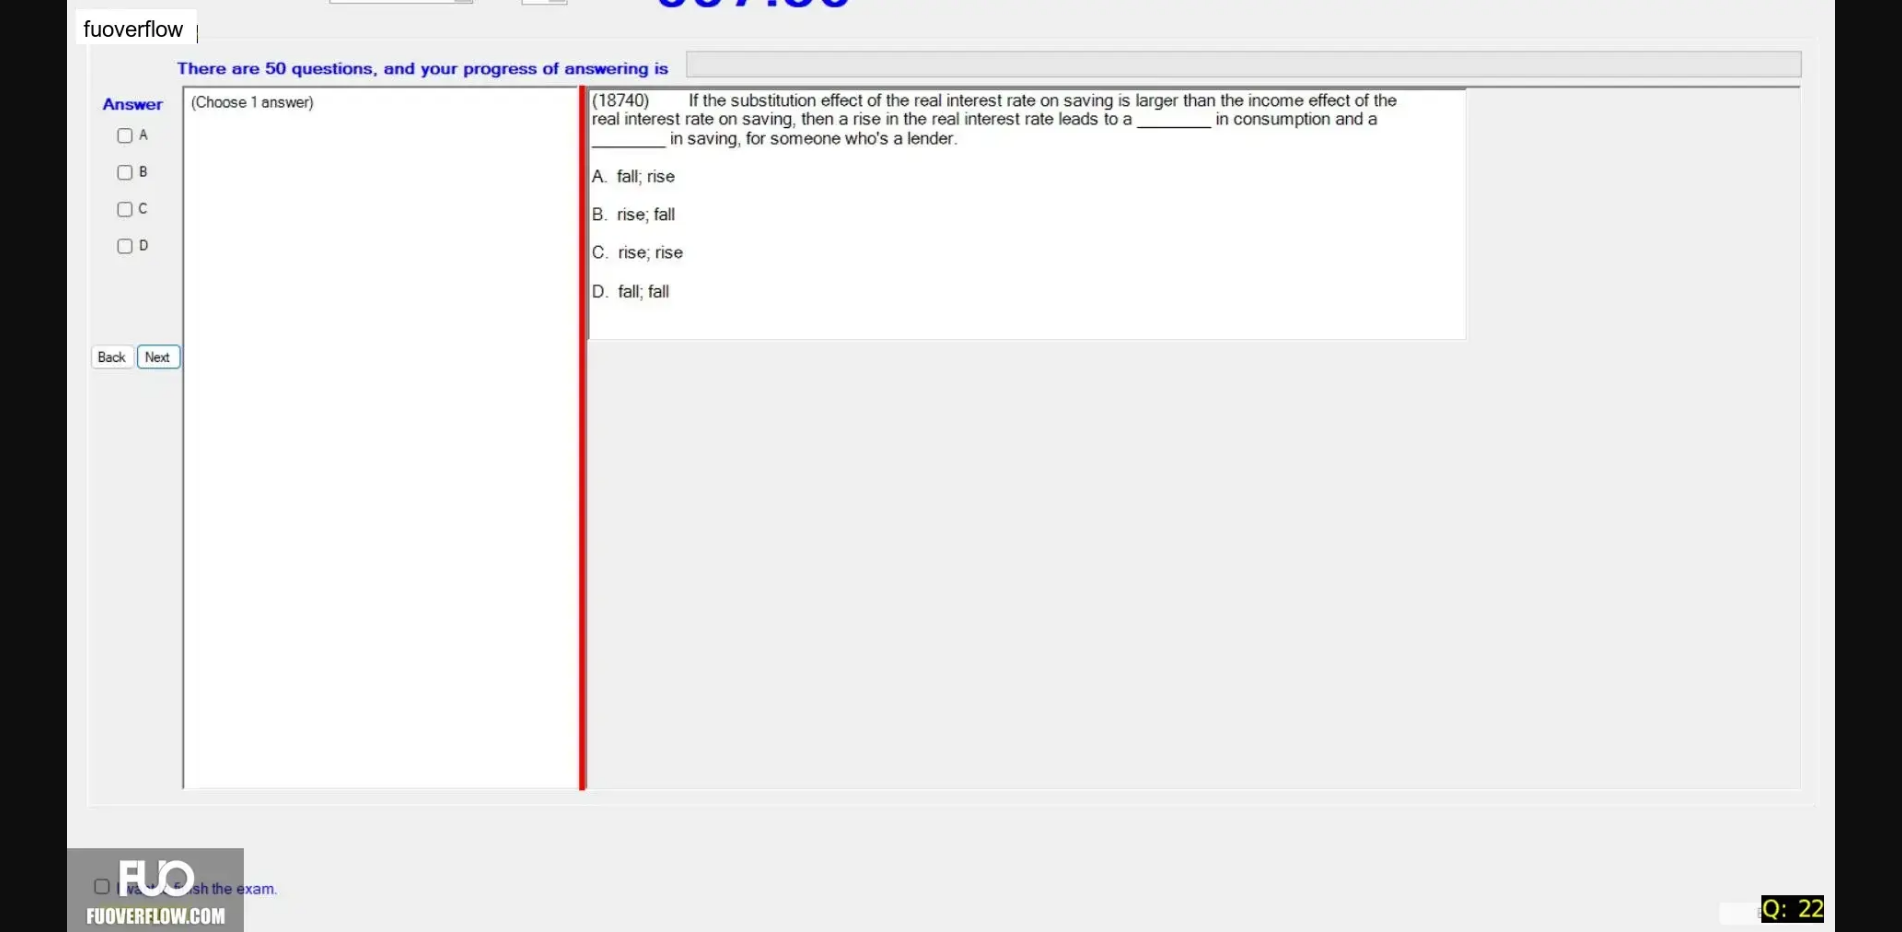 fuoverflow
There are 50 questions, and your progress of answering is
Answer
(Choose 1 answer)
A
B
C
D
Back Next
(18740) If the substitution effect of the real interest rate on saving is larger than the income effect of the
real interest rate on saving, then a rise in the real interest rate leads to a ________ in consumption and a
________ in saving, for someone who's a lender.
A. fall; rise
B. rise; fall
C. rise; rise
D. fall; fall
FUO
sh the exam.
FUOVERFLOW.COM
Q: 22